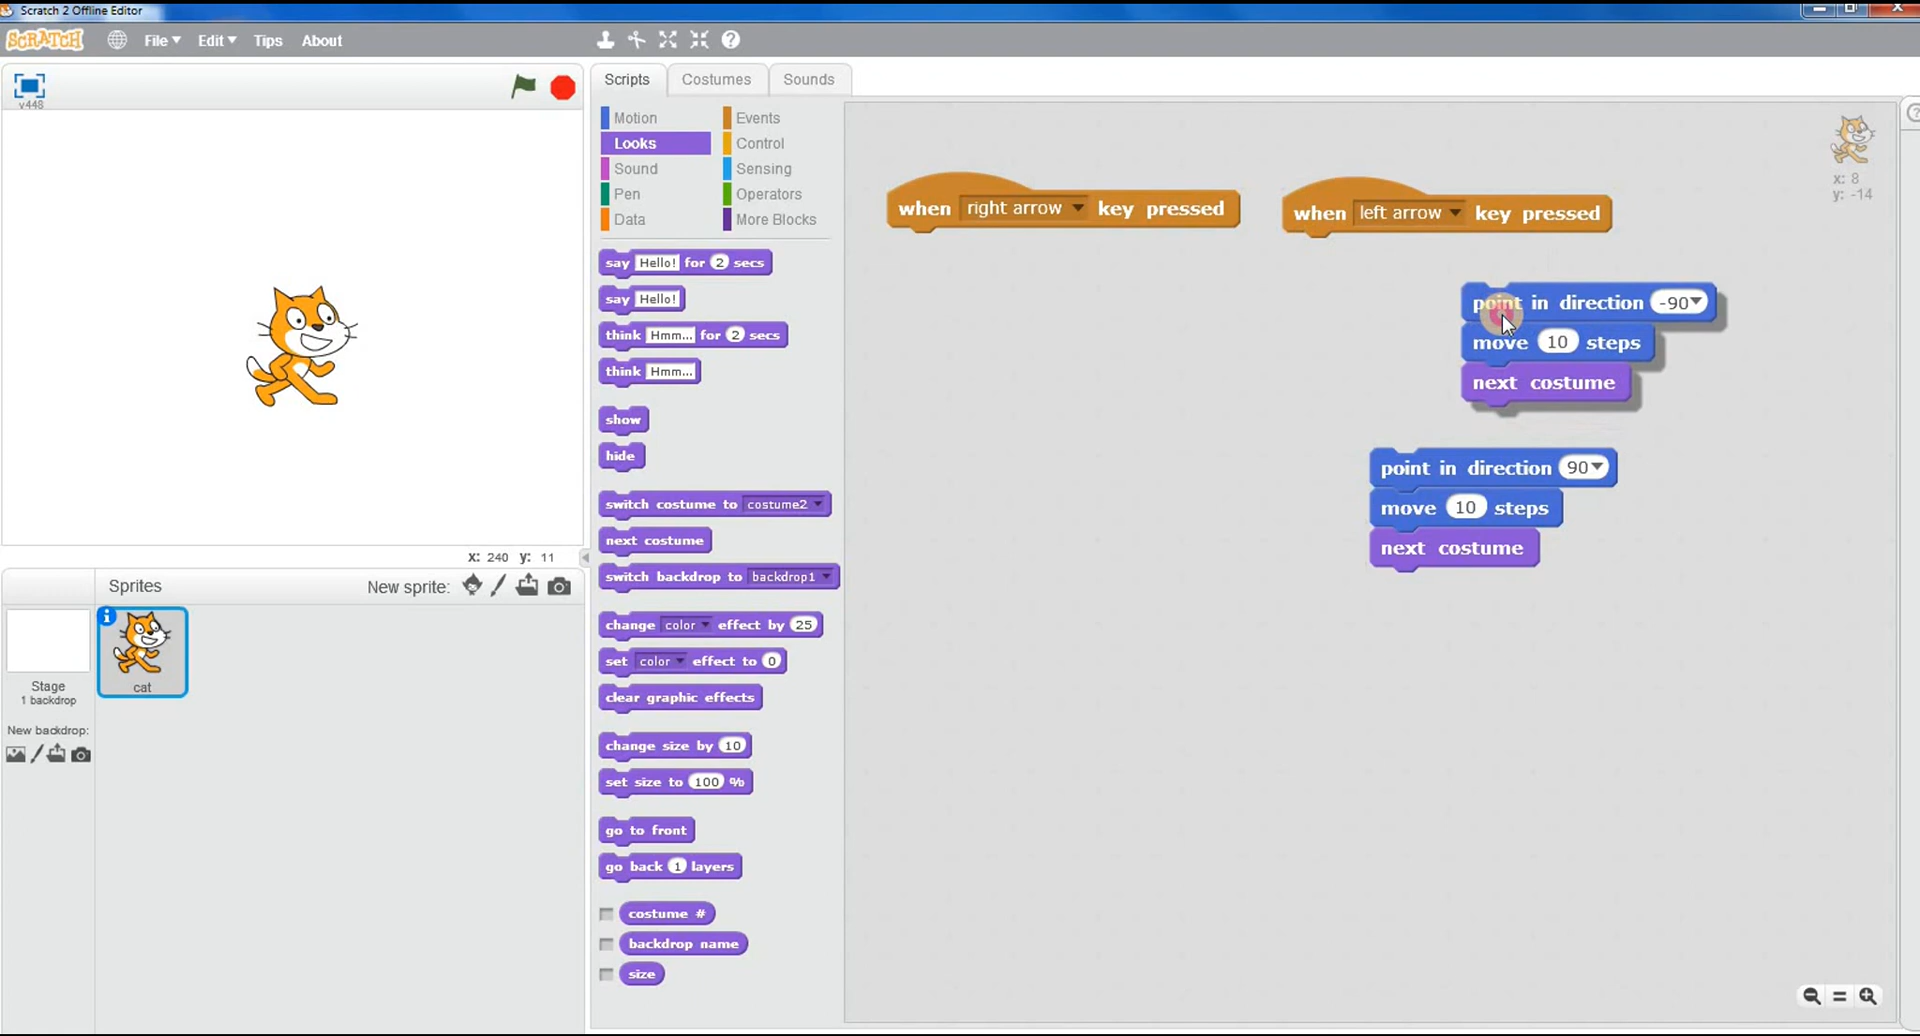 Scratch 2 Offline Editor
SCRATCH
File
Edit
Tips
About
v448
Scripts
Costumes
Sounds
Motion
Looks
Sound
Pen
Data
Events
Control
Sensing
Operators
More Blocks
say Hello! for 2 secs
say Hello!
think Hmm... for 2 secs
think Hmm...
show
hide
switch costume to costume2
next costume
switch backdrop to backdrop1
change color effect by 25
set color effect to 0
clear graphic effects
change size by 10
set size to 100 %
go to front
go back 1 layers
costume #
backdrop name
size
when right arrow key pressed
when left arrow key pressed
point in direction -90
move 10 steps
next costume
point in direction 90
move 10 steps
next costume
x: 8
y: -14
x: 240 y: 11
Sprites
New sprite:
cat
Stage
1 backdrop
New backdrop: